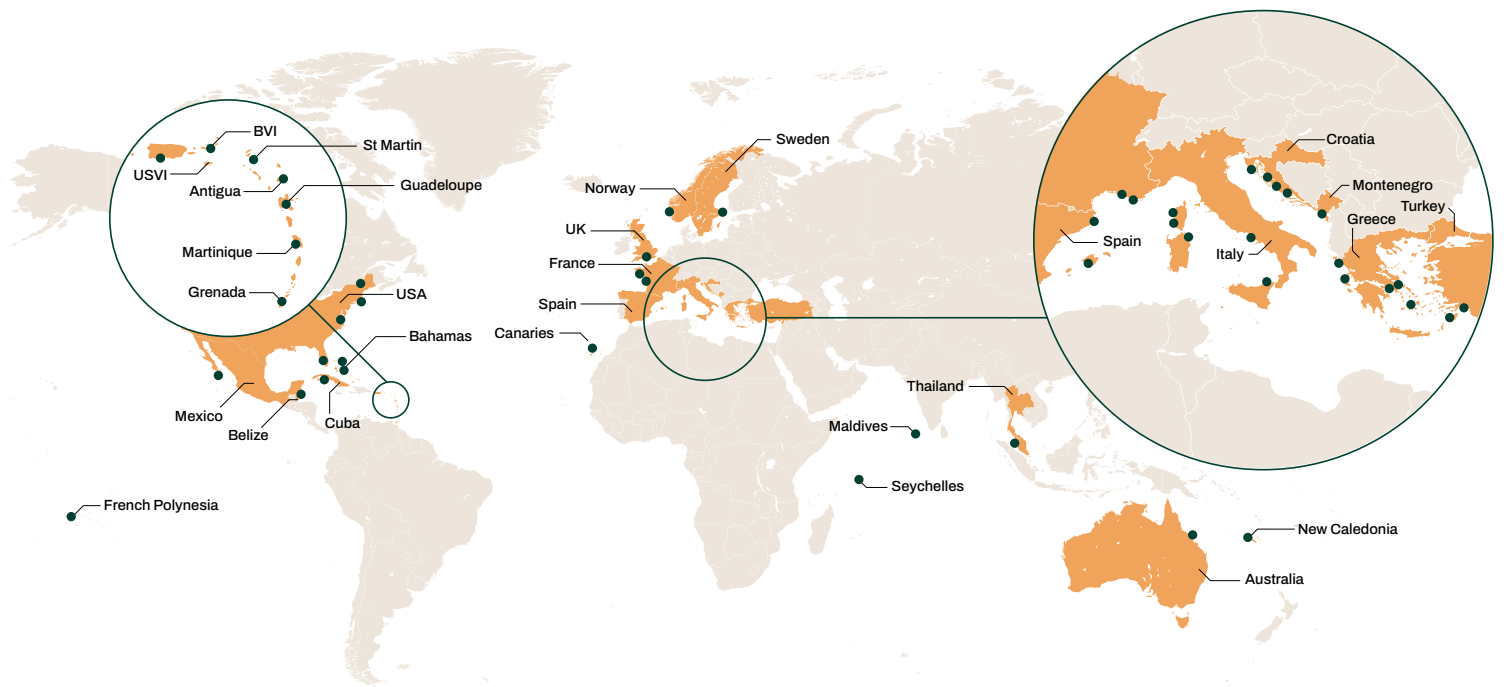 BVI
St Martin
USVI
Antigua
Guadeloupe
Martinique
Grenada
USA
Bahamas
Mexico
Belize
Cuba
French Polynesia
Sweden
Norway
UK
France
Spain
Canaries
Thailand
Maldives
Seychelles
Croatia
Montenegro
Turkey
Greece
Spain
Italy
New Caledonia
Australia